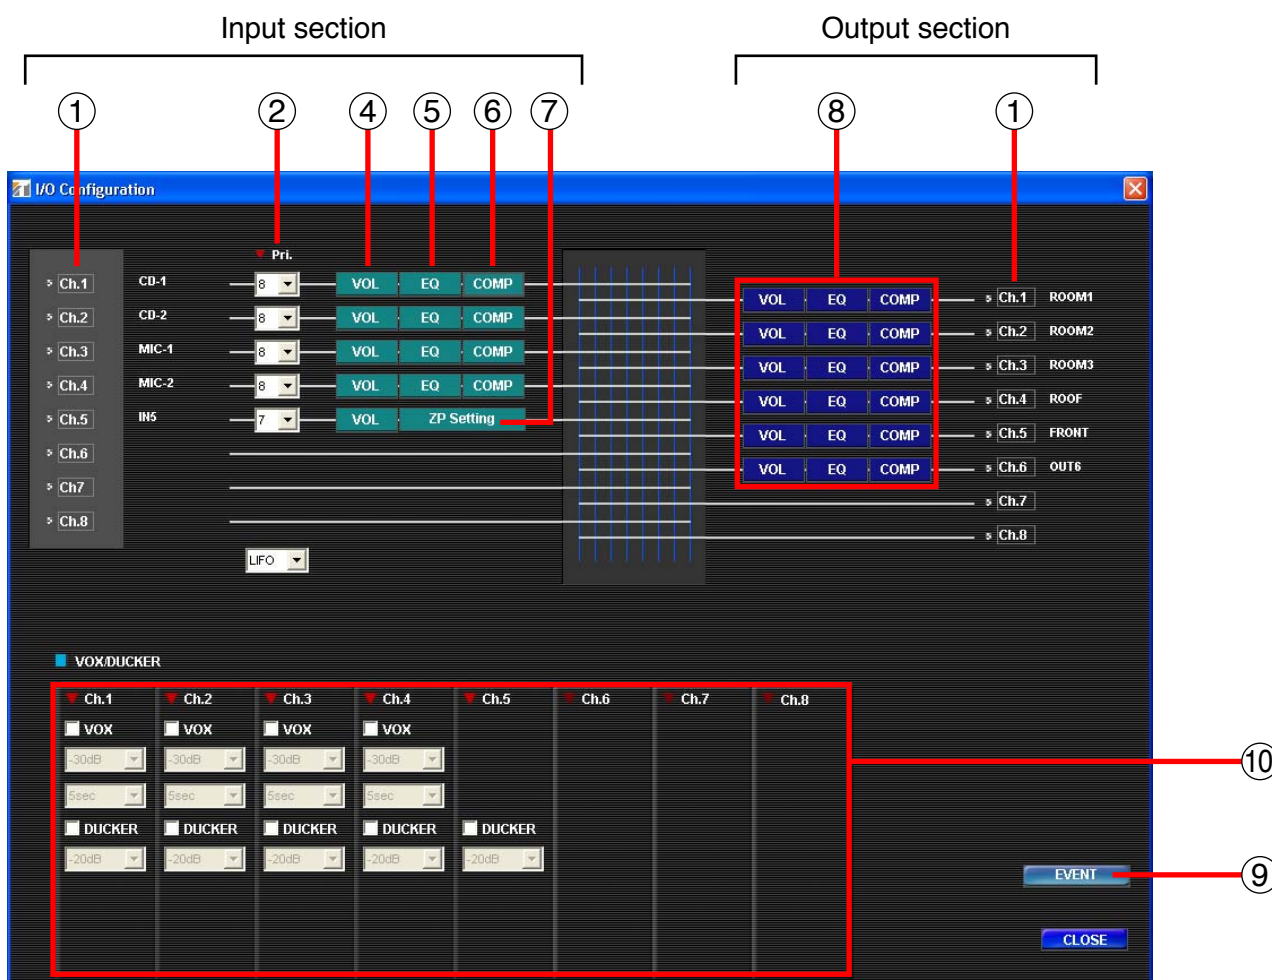 Input section
Output section
1 2 4 5 6 7 8 1
I/O Configuration
Pri.
Ch.1 CD-1 8 VOL EQ COMP
VOL EQ COMP Ch.1 ROOM1
Ch.2 CD-2 8 VOL EQ COMP
VOL EQ COMP Ch.2 ROOM2
Ch.3 MIC-1 8 VOL EQ COMP
VOL EQ COMP Ch.3 ROOM3
Ch.4 MIC-2 8 VOL EQ COMP
VOL EQ COMP Ch.4 ROOF
Ch.5 IN5 7 VOL ZP Setting
VOL EQ COMP Ch.5 FRONT
Ch.6
VOL EQ COMP Ch.6 OUT6
Ch7
Ch.7
Ch.8
Ch.8
LIFO
VOX/DUCKER
Ch.1 Ch.2 Ch.3 Ch.4 Ch.5 Ch.6 Ch.7 Ch.8
VOX VOX VOX VOX
-30dB -30dB -30dB -30dB
10
5sec 5sec 5sec 5sec
DUCKER DUCKER DUCKER DUCKER DUCKER
-20dB -20dB -20dB -20dB -20dB
EVENT 9
CLOSE